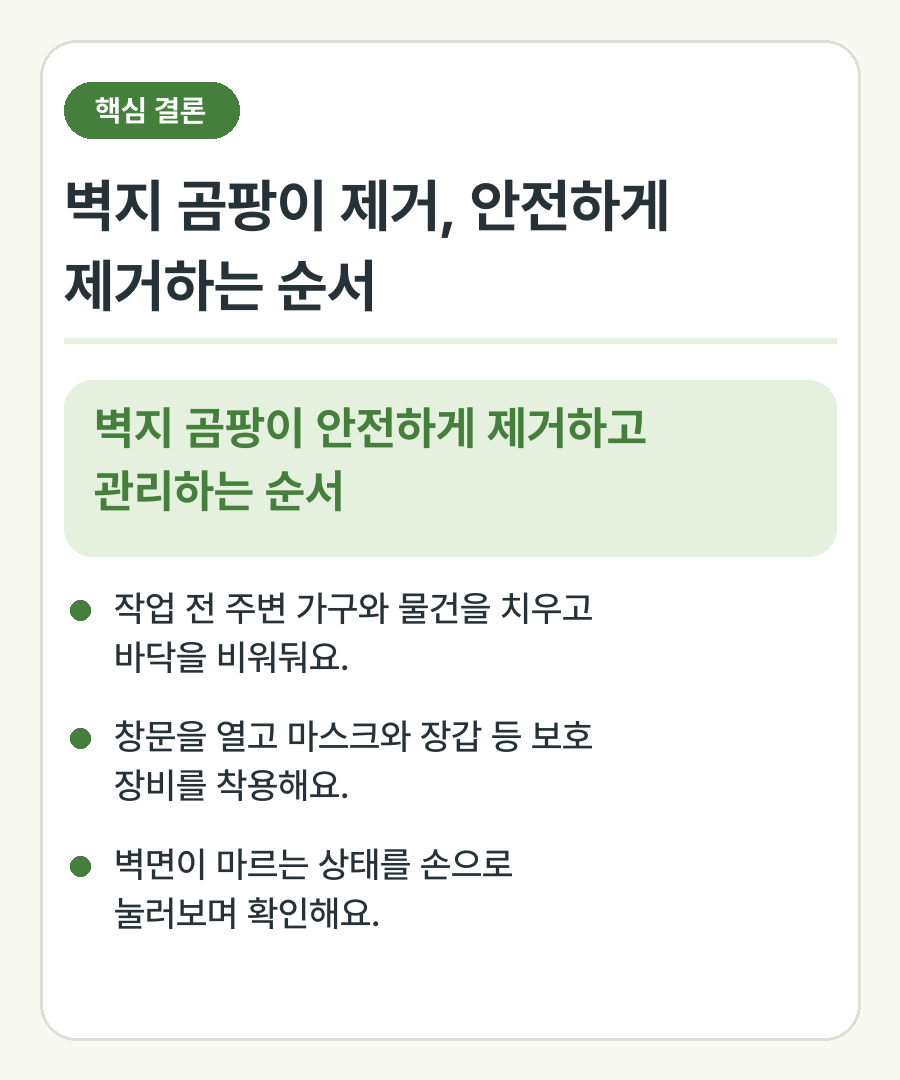 핵심 결론
벽지 곰팡이 제거, 안전하게
제거하는 순서
벽지 곰팡이 안전하게 제거하고
관리하는 순서
작업 전 주변 가구와 물건을 치우고
바닥을 비워둬요.
창문을 열고 마스크와 장갑 등 보호
장비를 착용해요.
벽면이 마르는 상태를 손으로
눌러보며 확인해요.